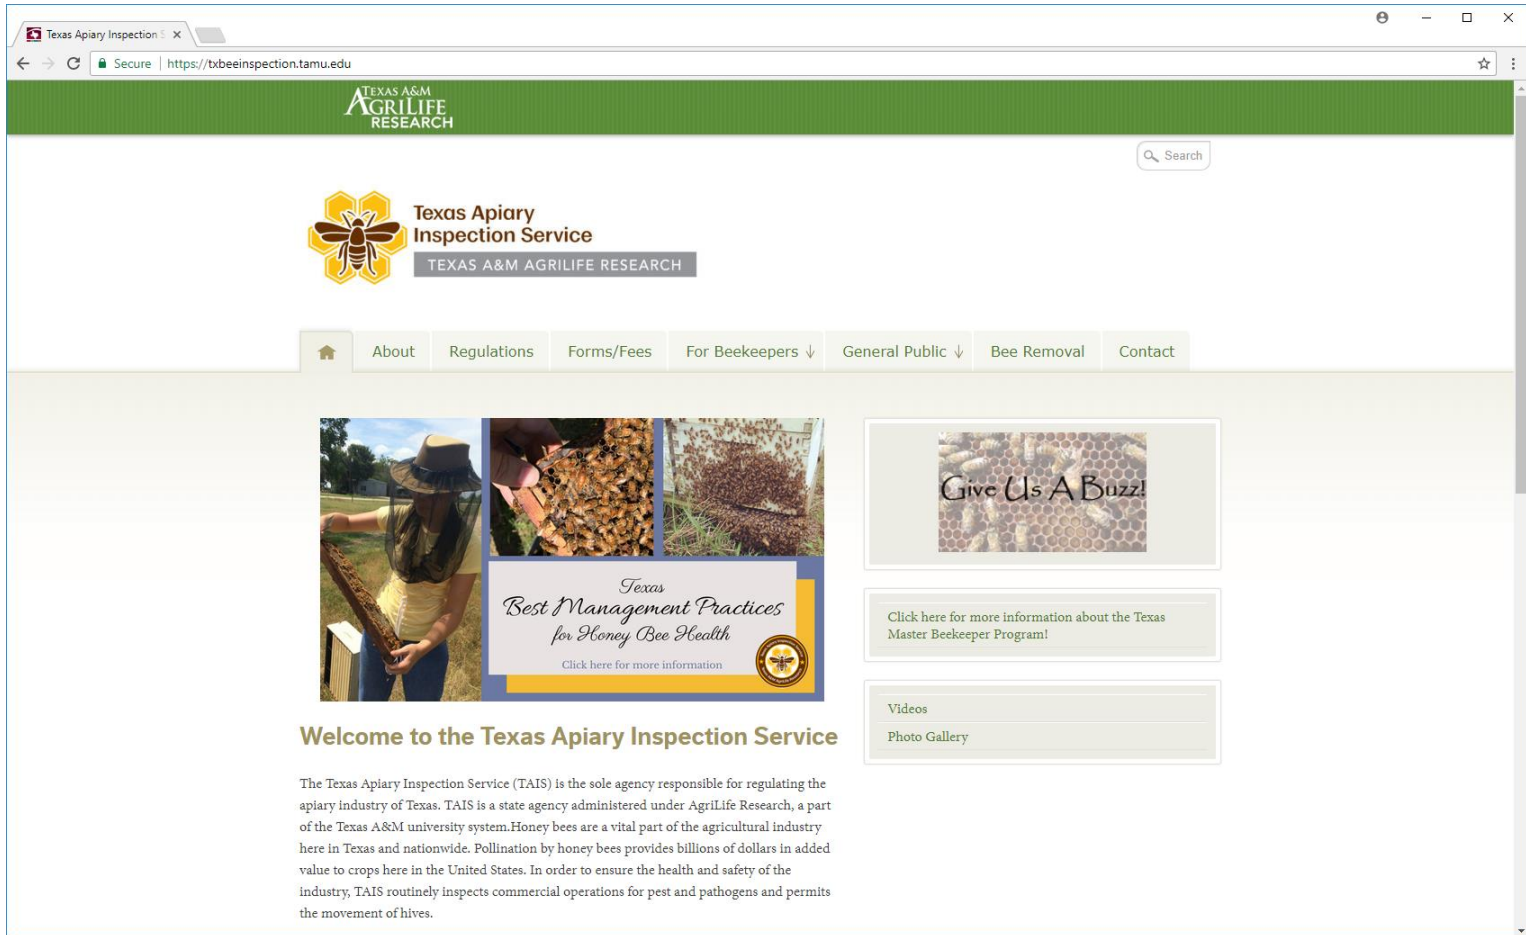 Texas Apiary Inspection S
Secure | https://txbeeinspection.tamu.edu
TEXAS A&M
AGRILIFE
RESEARCH
Search
Texas Apiary
Inspection Service
TEXAS A&M AGRILIFE RESEARCH
About Regulations Forms/Fees For Beekeepers ↓ General Public ↓ Bee Removal Contact
Texas
Best Management Practices
for Honey Bee Health
Click here for more information
Give Us A Buzz!
Click here for more information about the Texas
Master Beekeeper Program!
Videos
Photo Gallery
Welcome to the Texas Apiary Inspection Service
The Texas Apiary Inspection Service (TAIS) is the sole agency responsible for regulating the
apiary industry of Texas. TAIS is a state agency administered under AgriLife Research, a part
of the Texas A&M university system.Honey bees are a vital part of the agricultural industry
here in Texas and nationwide. Pollination by honey bees provides billions of dollars in added
value to crops here in the United States. In order to ensure the health and safety of the
industry, TAIS routinely inspects commercial operations for pest and pathogens and permits
the movement of hives.